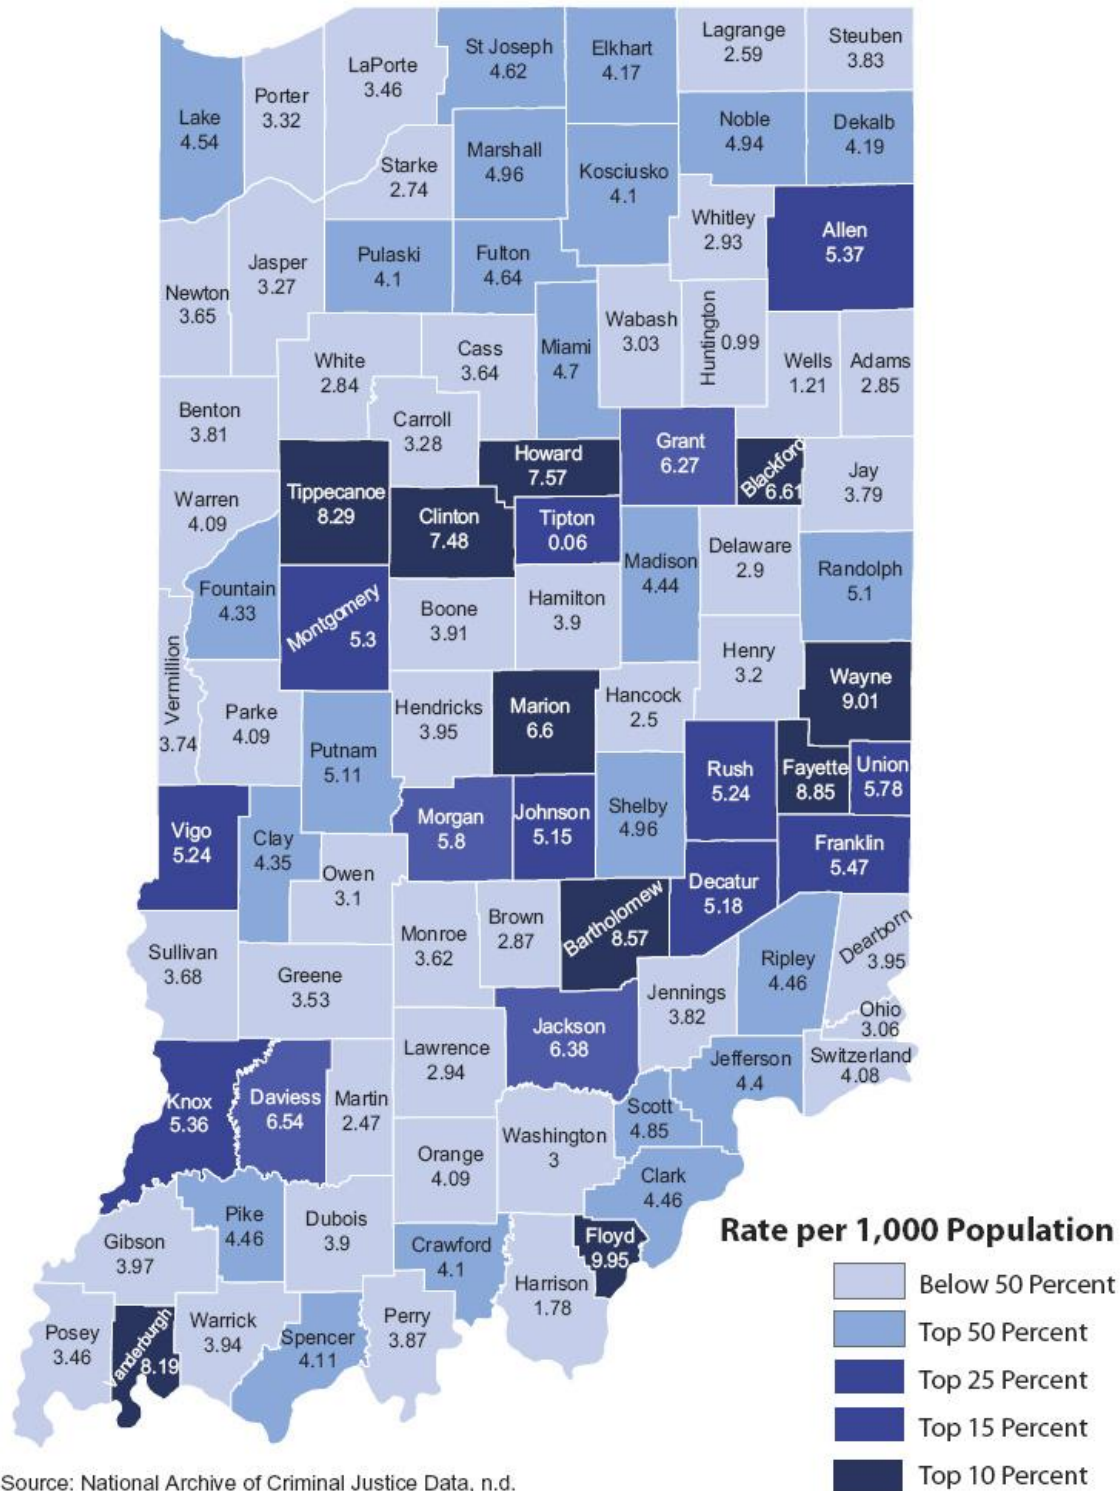 Lagrange
2.59
Steuben
3.83
St Joseph
4.62
Elkhart
4.17
LaPorte
3.46
Porter
3.32
Lake
4.54
Noble
4.94
Dekalb
4.19
Marshall
4.96
Starke
2.74
Kosciusko
4.1
Whitley
2.93
Allen
5.37
Pulaski
4.1
Fulton
4.64
Jasper
3.27
Newton
3.65
Wabash
3.03
Huntington
0.99
Miami
4.7
Cass
3.64
White
2.84
Wells
1.21
Adams
2.85
Benton
3.81
Carroll
3.28
Howard
7.57
Grant
6.27
Blackford
6.61
Jay
3.79
Warren
4.09
Tippecanoe
8.29
Clinton
7.48
Tipton
0.06
Madison
4.44
Delaware
2.9
Randolph
5.1
Fountain
4.33
Montgomery
5.3
Boone
3.91
Hamilton
3.9
Henry
3.2
Wayne
9.01
Vermillion
3.74
Parke
4.09
Putnam
5.11
Hendricks
3.95
Marion
6.6
Hancock
2.5
Rush
5.24
Fayette
8.85
Union
5.78
Vigo
5.24
Clay
4.35
Morgan
5.8
Johnson
5.15
Shelby
4.96
Franklin
5.47
Owen
3.1
Decatur
5.18
Sullivan
3.68
Greene
3.53
Monroe
3.62
Brown
2.87
Bartholomew
8.57
Ripley
4.46
Dearborn
3.95
Jennings
3.82
Ohio
3.06
Jackson
6.38
Lawrence
2.94
Jefferson
4.4
Switzerland
4.08
Knox
5.36
Daviess
6.54
Martin
2.47
Scott
4.85
Washington
3
Orange
4.09
Clark
4.46
Gibson
3.97
Pike
4.46
Dubois
3.9
Crawford
4.1
Floyd
9.95
Harrison
1.78
Posey
3.46
Vanderburgh
8.19
Warrick
3.94
Spencer
4.11
Perry
3.87
Rate per 1,000 Population
Below 50 Percent
Top 50 Percent
Top 25 Percent
Top 15 Percent
Top 10 Percent
Source: National Archive of Criminal Justice Data, n.d.